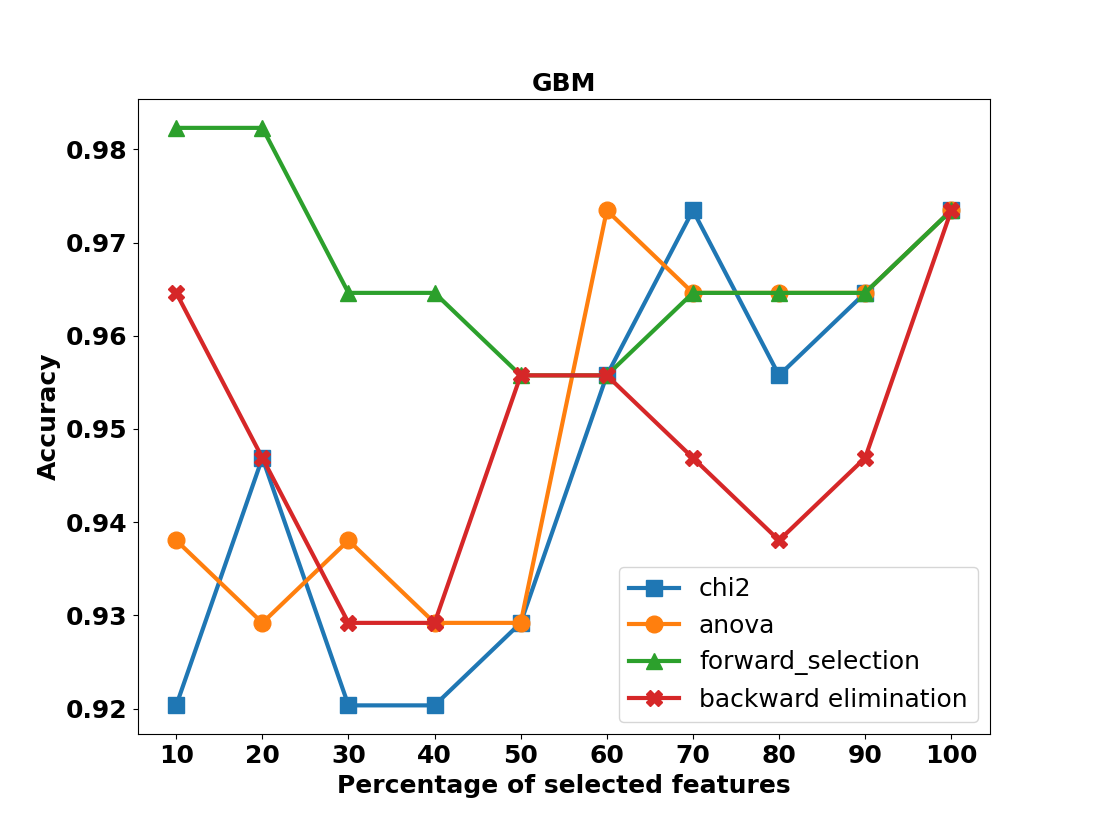 GBM
0.98
0.97
0.96
0.95
0.94
0.93
0.92
Accuracy
10 20 30 40 50 60 70 80 90 100
Percentage of selected features
chi2
anova
forward_selection
backward elimination